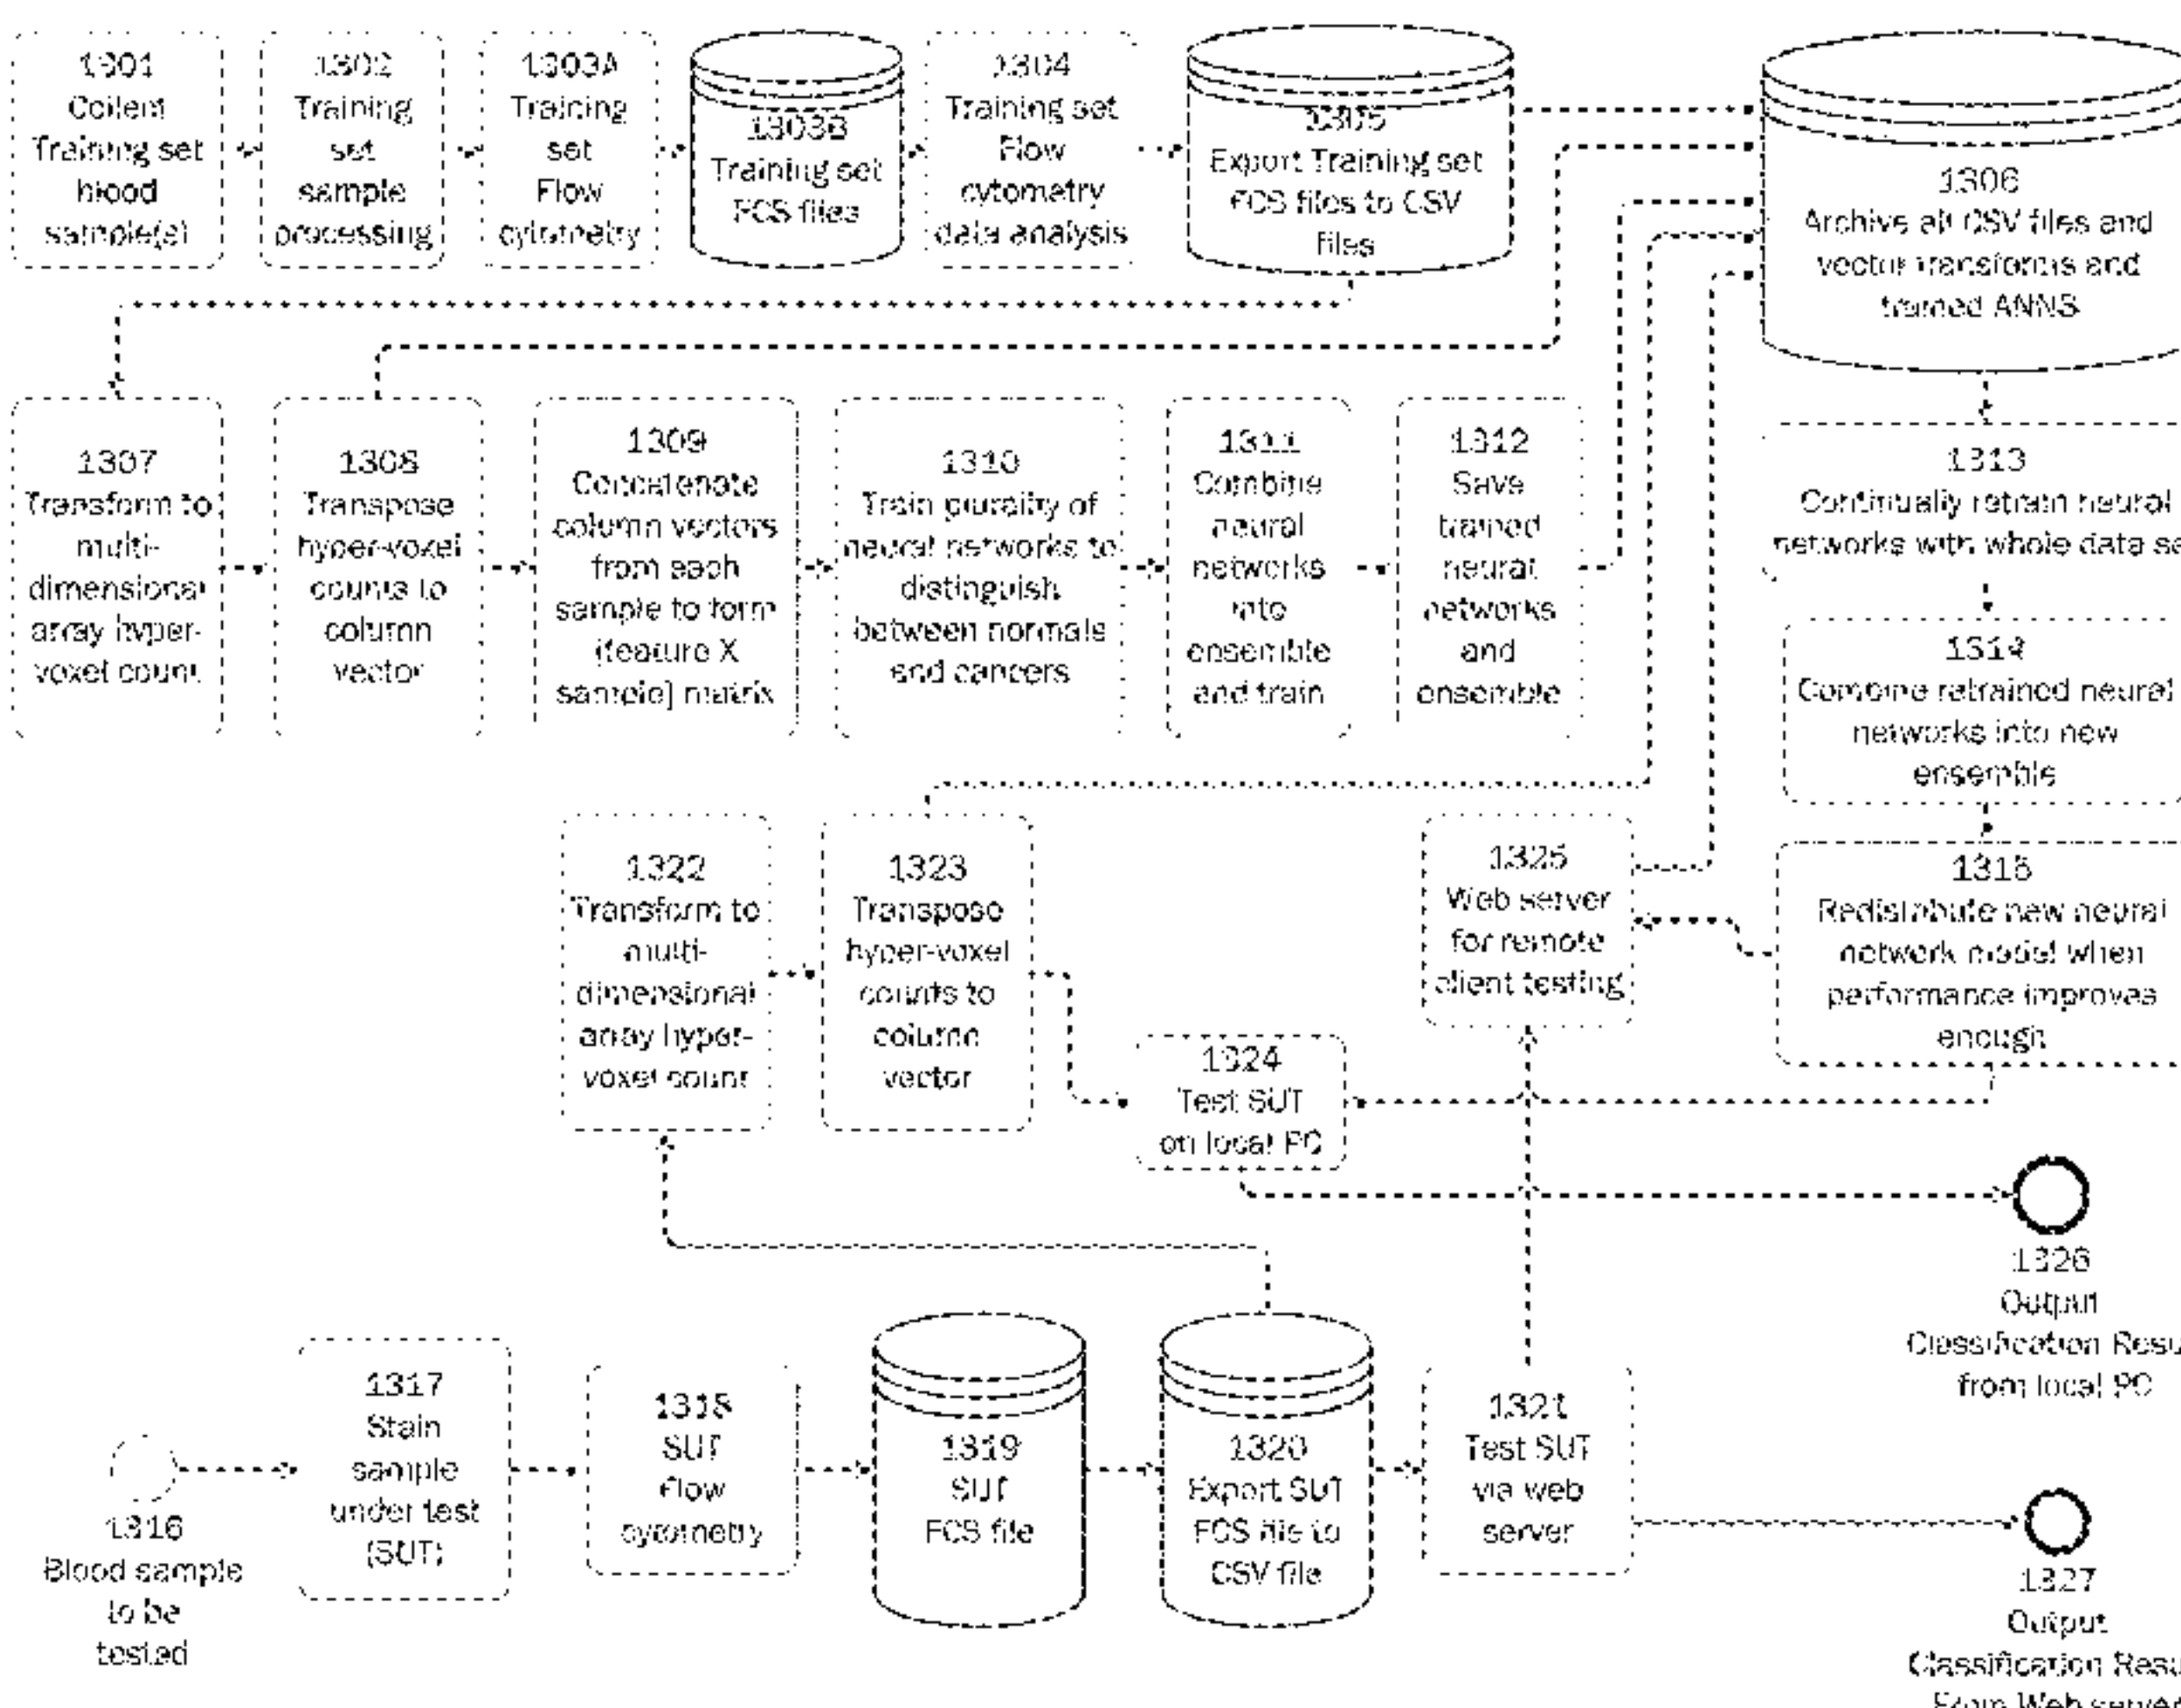 1301
Collect
Training set
blood
sample(s)
1302
Training
set
sample
processing
1303A
Training
set
Flow
cytometry
1303B
Training set
FCS files
1304
Training set
Flow
cytometry
data analysis
1305
Export Training set
FCS files to CSV
files
1306
Archive all CSV files and
vector transforms and
trained ANNS
1307
Transform to
multi-
dimensional
array hyper-
voxel count
1308
Transpose
hyper-voxel
counts to
column
vector
1309
Concatenate
column vectors
from each
sample to form
[feature X
sample] matrix
1310
Train plurality of
neural networks to
distinguish
between normals
and cancers
1311
Combine
neural
networks
into
ensemble
and train
1312
Save
trained
neural
networks
and
ensemble
1313
Continually retrain neural
networks with whole data se
1314
Combine retrained neural
networks into new
ensemble
1315
Redistribute new neural
network model when
performance improves
enough
1322
Transform to
multi-
dimensional
array hyper-
voxel count
1323
Transpose
hyper-voxel
counts to
column
vector
1325
Web server
for remote
client testing
1324
Test SUT
on local PC
1326
Output
Classification Resu
from local PC
1316
Blood sample
to be
tested
1317
Stain
sample
under test
(SUT)
1318
SUT
flow
cytometry
1319
SUT
FCS file
1320
Export SUT
FCS file to
CSV file
1321
Test SUT
via web
server
1327
Output
Classification Resu
From Web server